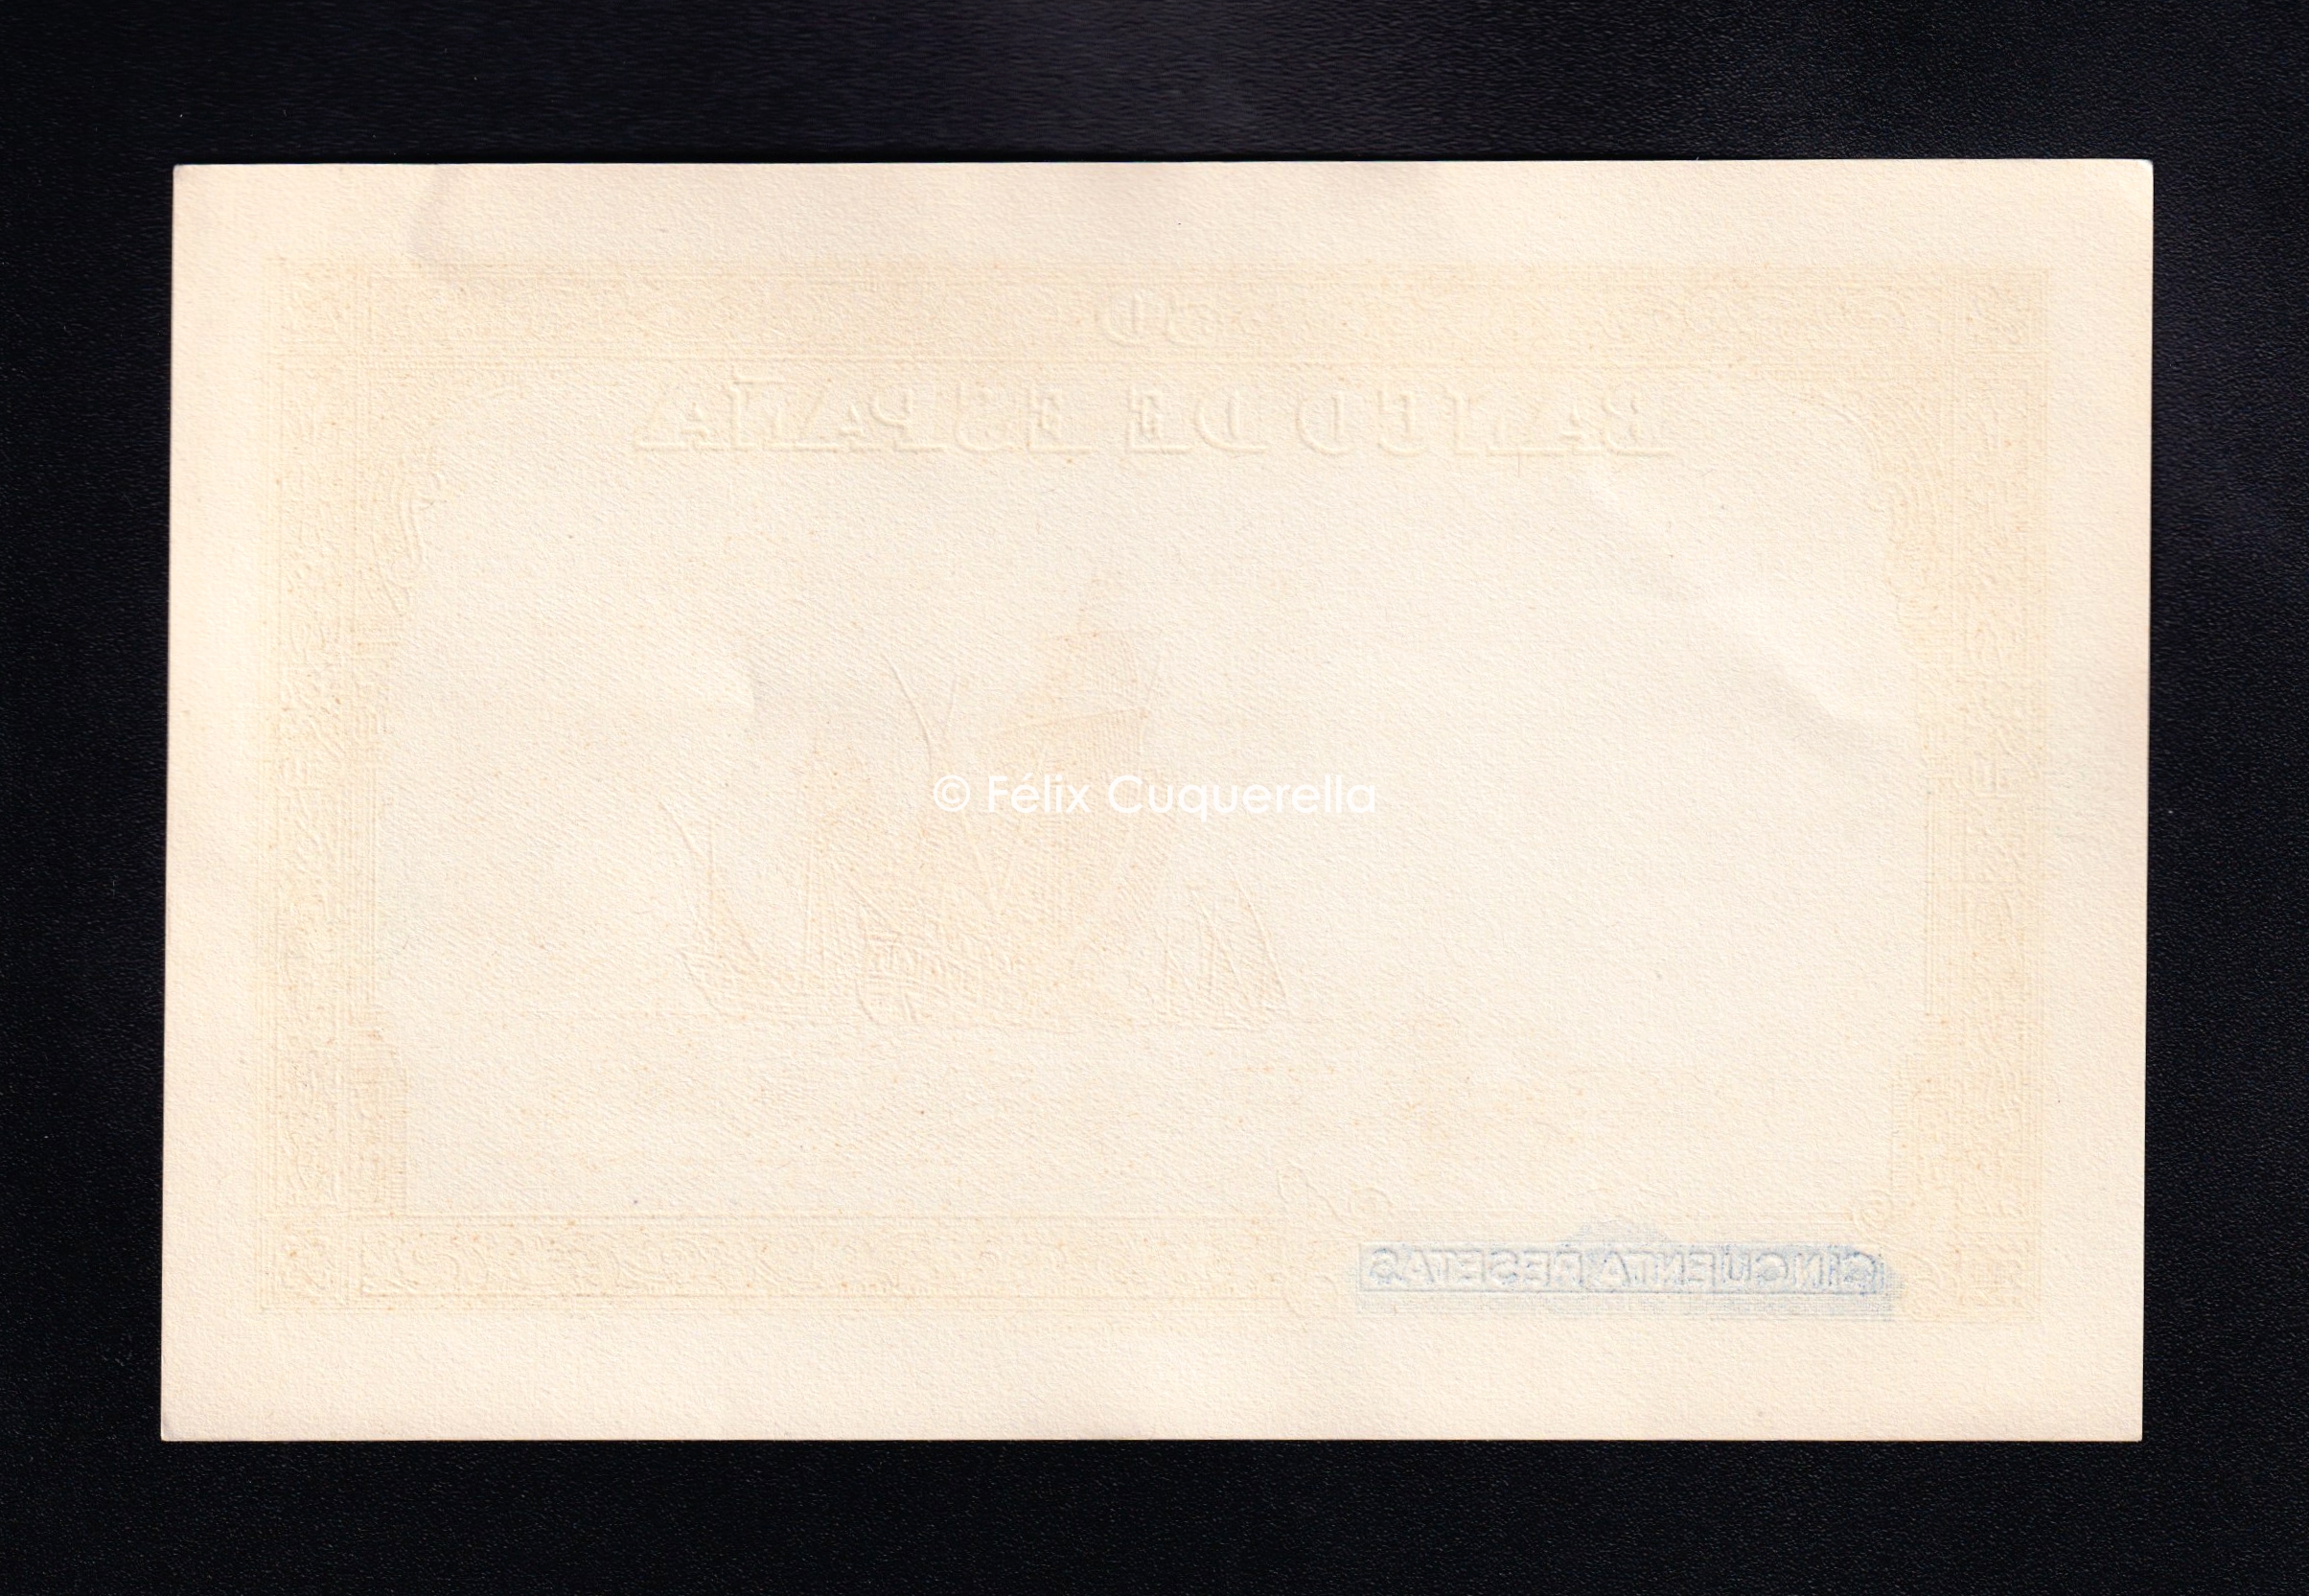 50
BANCO DE ESPAÑA
© Félix Cuquerella
CINCUENTA PESETAS